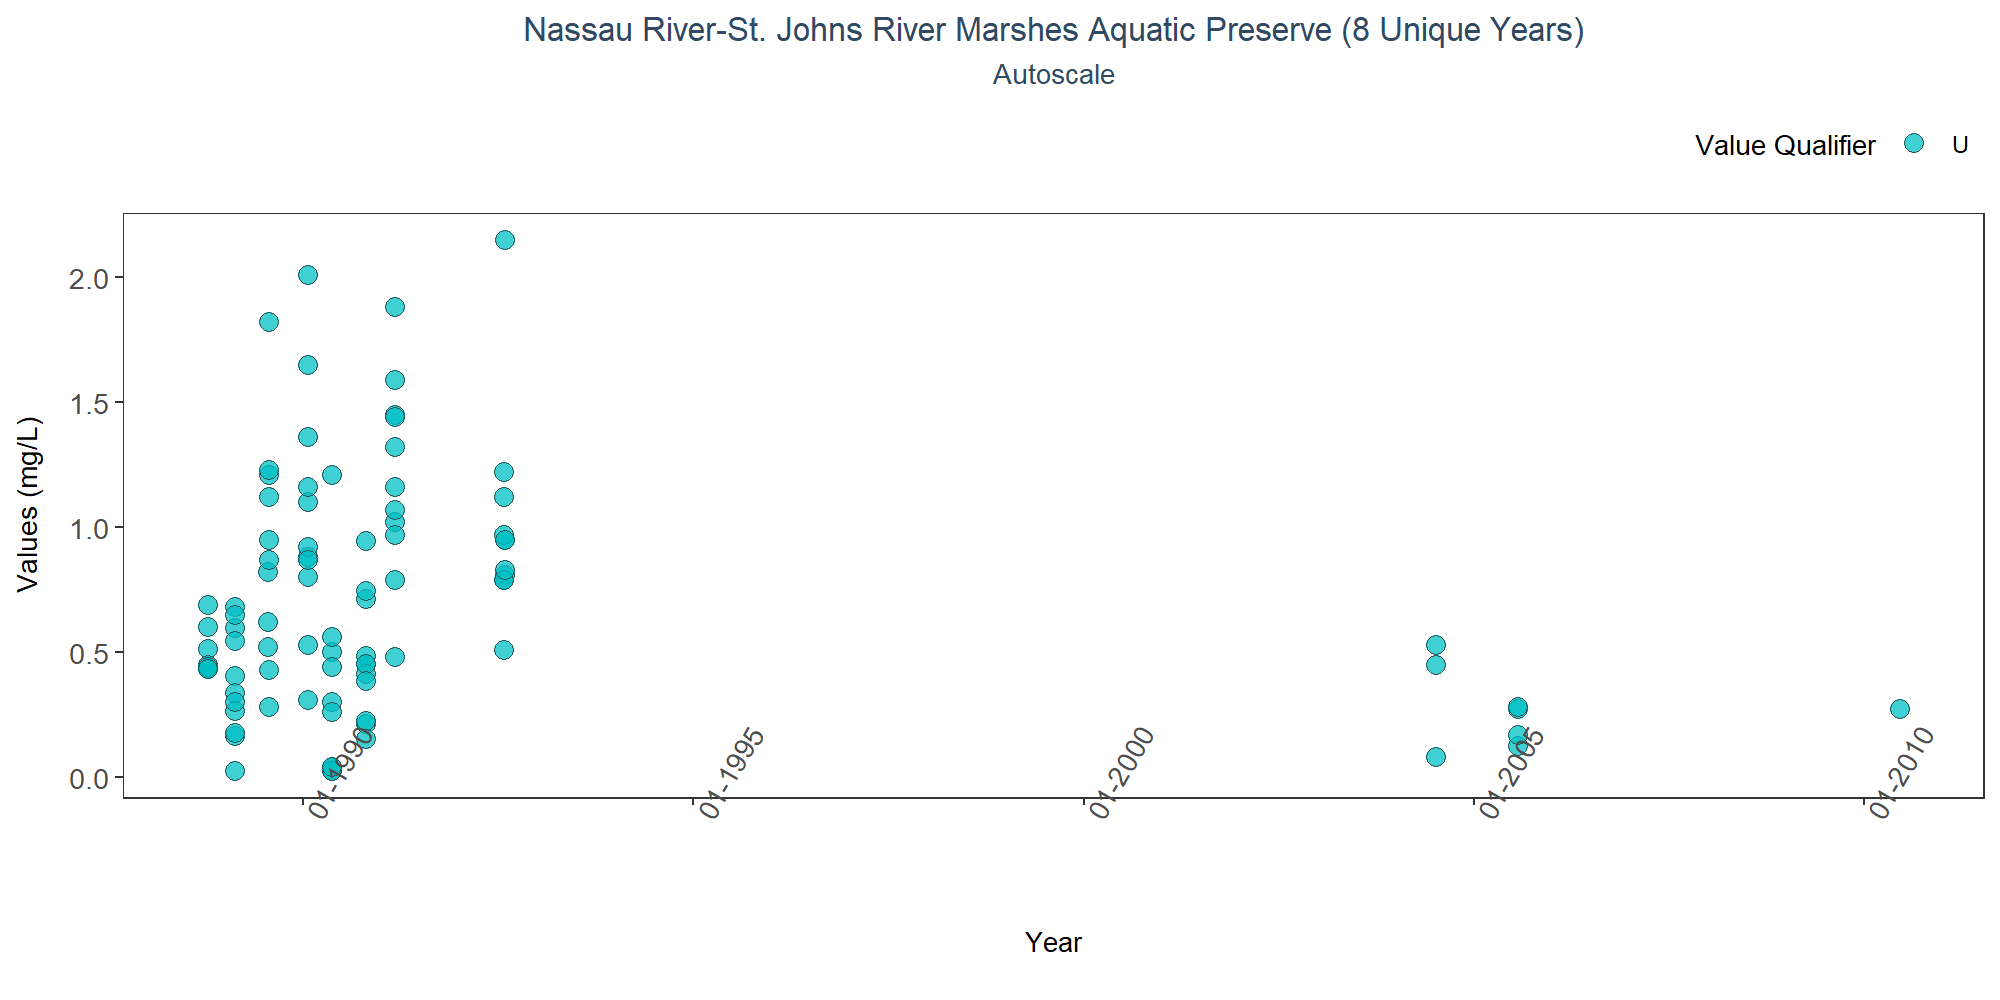 Nassau River-St. Johns River Marshes Aquatic Preserve (8 Unique Years)
Autoscale
Value Qualifier U
Values (mg/L)
2.0
1.5
1.0
0.5
0.0
01-1990
01-1995
01-2000
01-2005
01-2010
Year